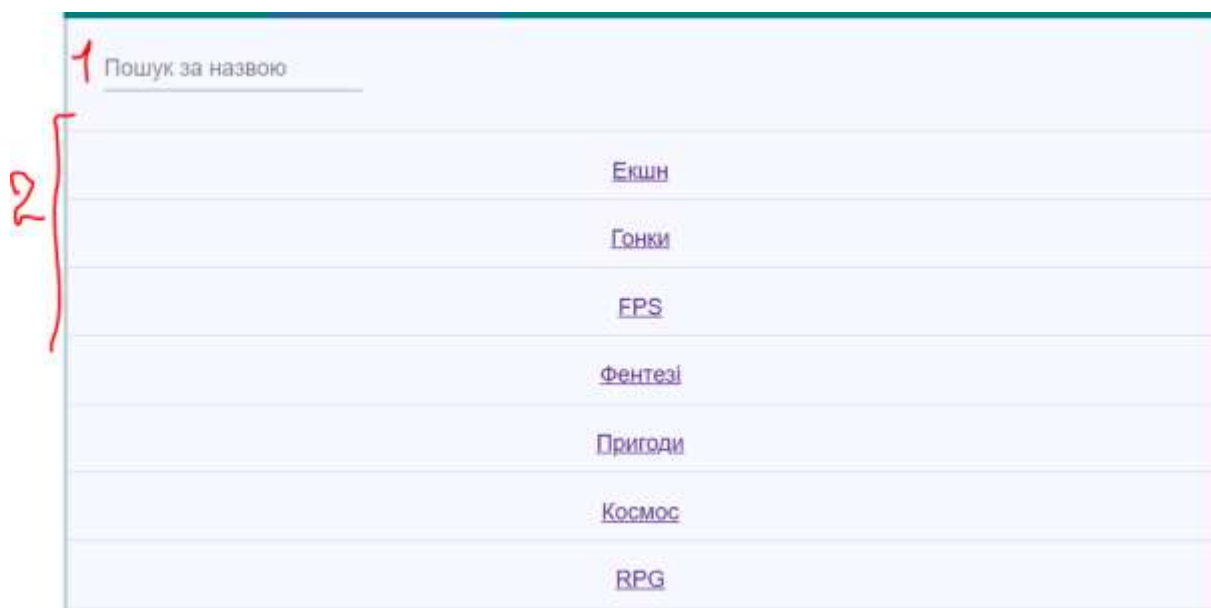 1 Пошук за назвою
2
Екшн
Гонки
FPS
Фентезі
Пригоди
Космос
RPG